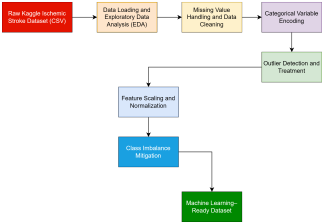 Raw Kaggle Ischemic
Stroke Dataset (CSV)
Data Loading and
Exploratory Data
Analysis (EDA)
Missing Value
Handling and Data
Cleaning
Categorical Variable
Encoding
Outlier Detection and
Treatment
Feature Scaling and
Normalization
Class Imbalance
Mitigation
Machine Learning–
Ready Dataset